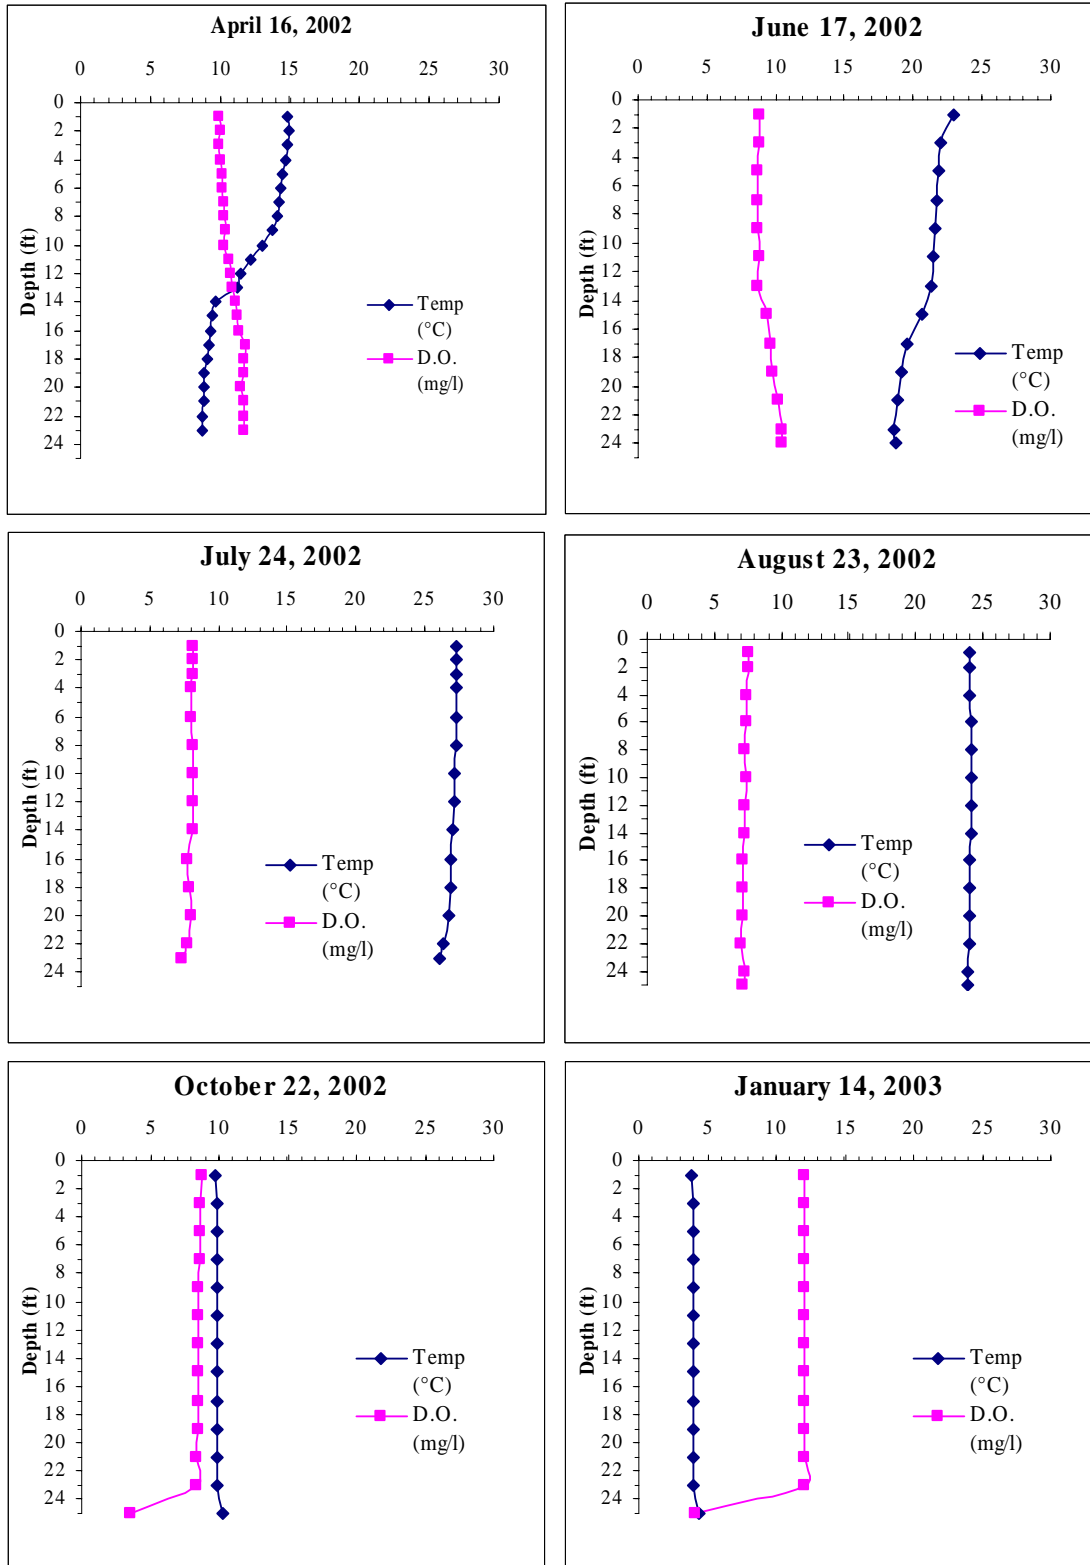 April 16, 2002
0 5 10 15 20 25 30
0
2
4
6
8
10
12
14
16
18
20
22
24
Depth (ft)
Temp
(°C)
D.O.
(mg/l)
June 17, 2002
0 5 10 15 20 25 30
0
2
4
6
8
10
12
14
16
18
20
22
24
Depth (ft)
Temp
(°C)
D.O.
(mg/l)
July 24, 2002
0 5 10 15 20 25 30
0
2
4
6
8
10
12
14
16
18
20
22
24
Depth (ft)
Temp
(°C)
D.O.
(mg/l)
August 23, 2002
0 5 10 15 20 25 30
0
2
4
6
8
10
12
14
16
18
20
22
24
Depth (ft)
Temp
(°C)
D.O.
(mg/l)
October 22, 2002
0 5 10 15 20 25 30
0
2
4
6
8
10
12
14
16
18
20
22
24
Depth (ft)
Temp
(°C)
D.O.
(mg/l)
January 14, 2003
0 5 10 15 20 25 30
0
2
4
6
8
10
12
14
16
18
20
22
24
Depth (ft)
Temp
(°C)
D.O.
(mg/l)